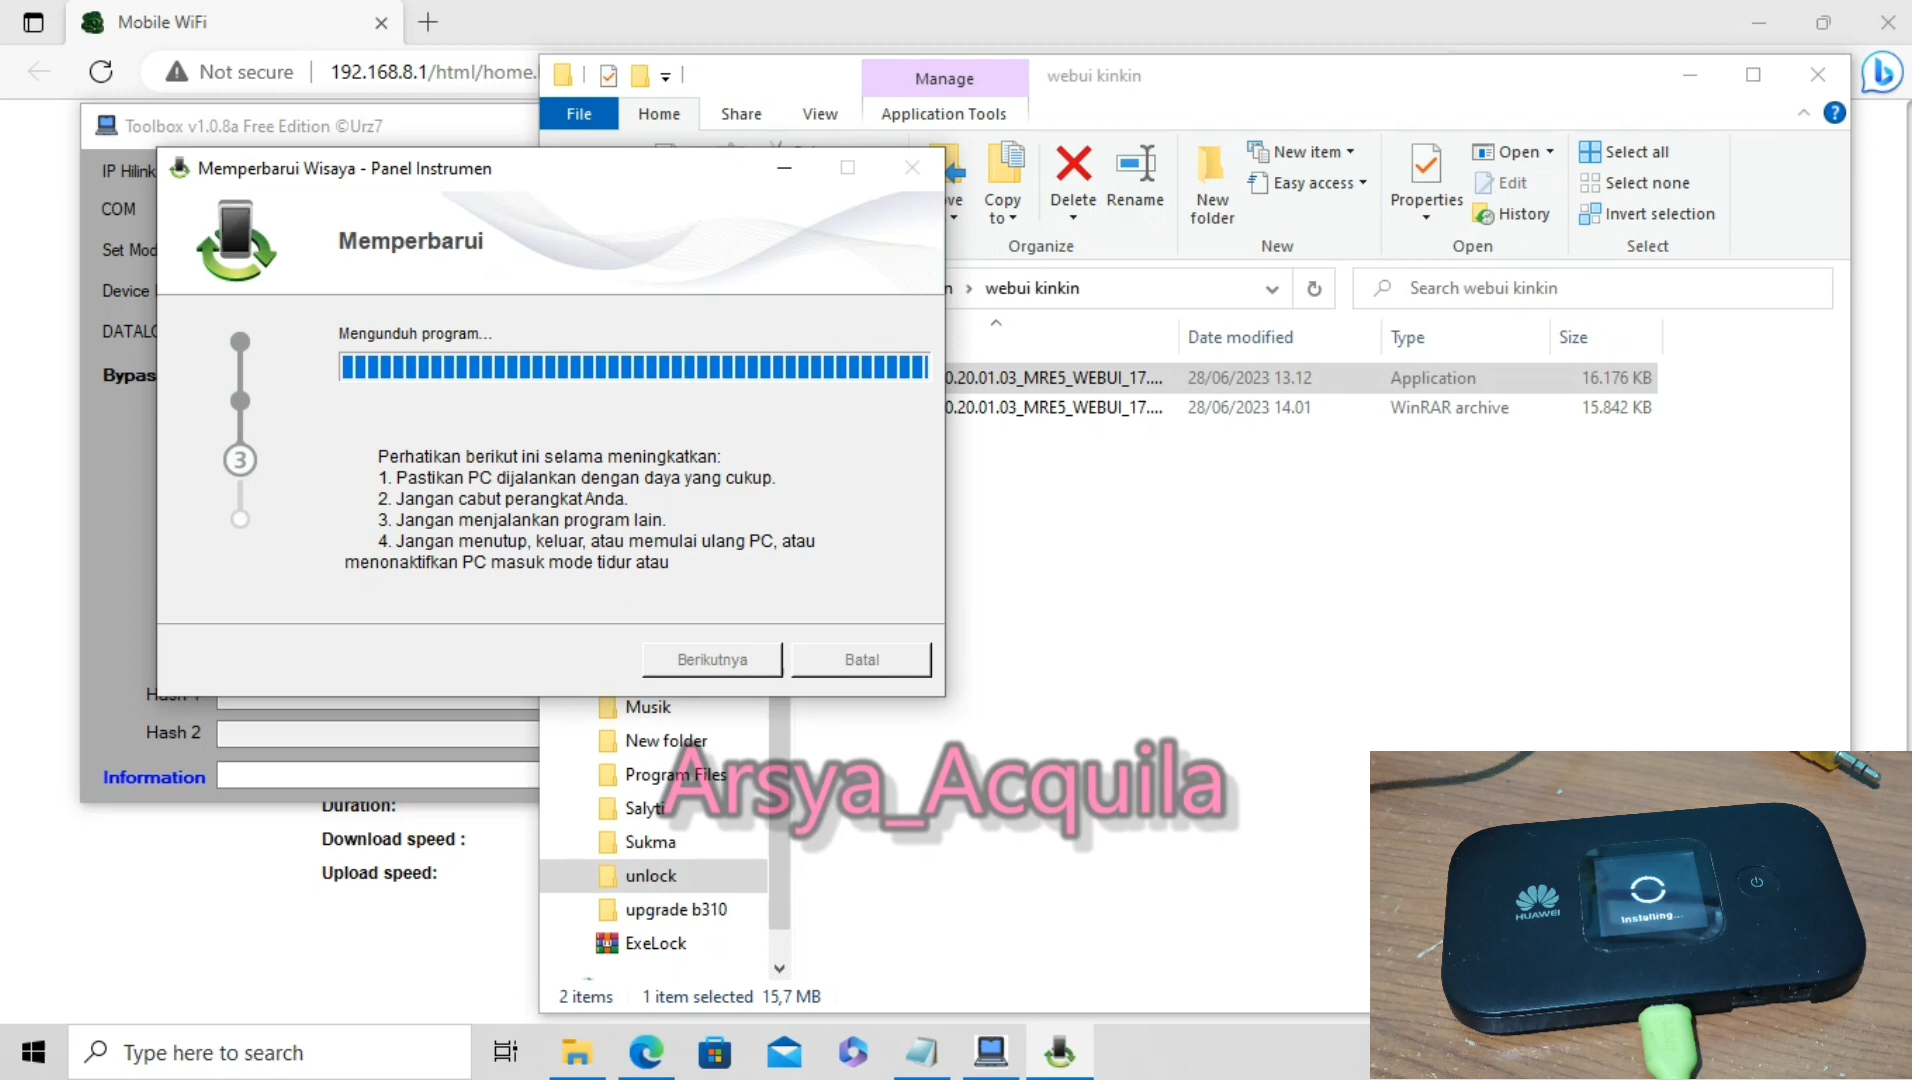 Mobile WiFi
Not secure
192.168.8.1/html/home.
Manage
webui kinkin
File
Home
Share
View
Application Tools
Toolbox v1.0.8a Free Edition ©Urz7
IP Hilink
COM
Set Mod
Device
DATALO
Bypas
Hash 2
Information
Duration:
Download speed :
Upload speed:
Memperbarui Wisaya - Panel Instrumen
Memperbarui
Mengunduh program...
3
Perhatikan berikut ini selama meningkatkan:
1. Pastikan PC dijalankan dengan daya yang cukup.
2. Jangan cabut perangkat Anda.
3. Jangan menjalankan program lain.
4. Jangan menutup, keluar, atau memulai ulang PC, atau
menonaktifkan PC masuk mode tidur atau
Berikutnya
Batal
Copy
to
Delete
Rename
Organize
New
folder
New item
Easy access
New
Properties
Open
Edit
History
Open
Select all
Select none
Invert selection
Select
webui kinkin
Search webui kinkin
Date modified
Type
Size
0.20.01.03_MRE5_WEBUI_17....
28/06/2023 13.12
Application
16.176 KB
0.20.01.03_MRE5_WEBUI_17....
28/06/2023 14.01
WinRAR archive
15.842 KB
Musik
New folder
Program Files
Salyti
Sukma
unlock
upgrade b310
ExeLock
2 items
1 item selected
15,7 MB
Arsya_Acquila
HUAWEI
Installing...
Type here to search